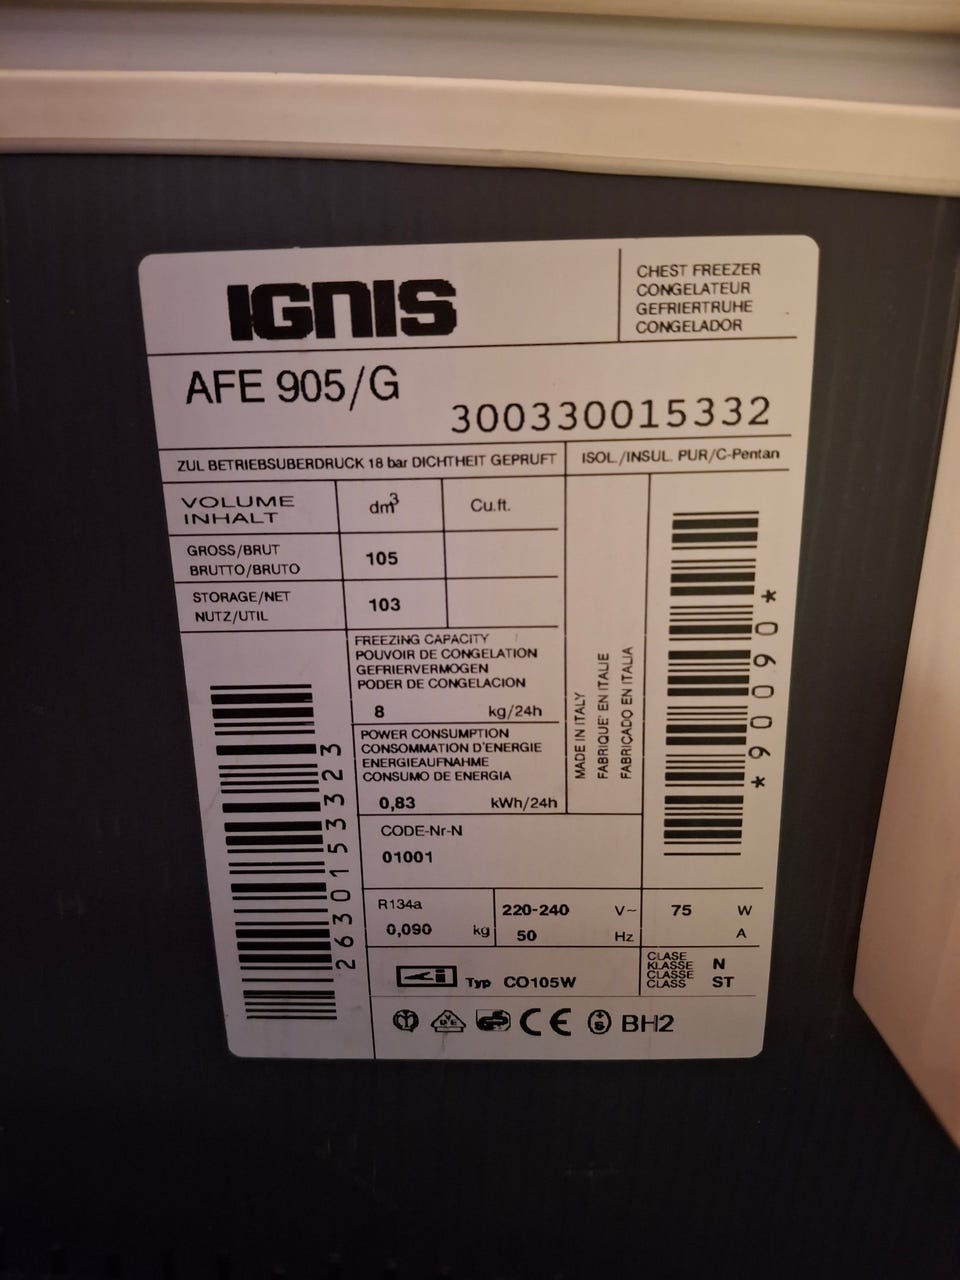 IGNIS
CHEST FREEZER
CONGELATEUR
GEFRIERTRUHE
CONGELADOR
AFE 905/G
300330015332
ZUL BETRIEBSUBERDRUCK 18 bar DICHTHEIT GEPRUFT
ISOL./INSUL. PUR/C-Pentan
VOLUME
INHALT
dm³
Cu.ft.
GROSS/BRUT
BRUTTO/BRUTO
105
STORAGE/NET
NUTZ/UTIL
103
FREEZING CAPACITY
POUVOIR DE CONGELATION
GEFRIERVERMOGEN
PODER DE CONGELACION
8 kg/24h
POWER CONSUMPTION
CONSOMMATION D'ENERGIE
ENERGIEAUFNAHME
CONSUMO DE ENERGIA
0,83 kWh/24h
MADE IN ITALY
FABRIQUE' EN ITALIE
FABRICADO EN ITALIA
*90090*
26301533323
CODE-Nr-N
01001
R134a
0,090 kg
220-240 V~
50 Hz
75 W
A
Typ CO105W
CLASE
KLASSE
CLASSE
CLASS
N
ST
VDE
GS
CE
S
BH2